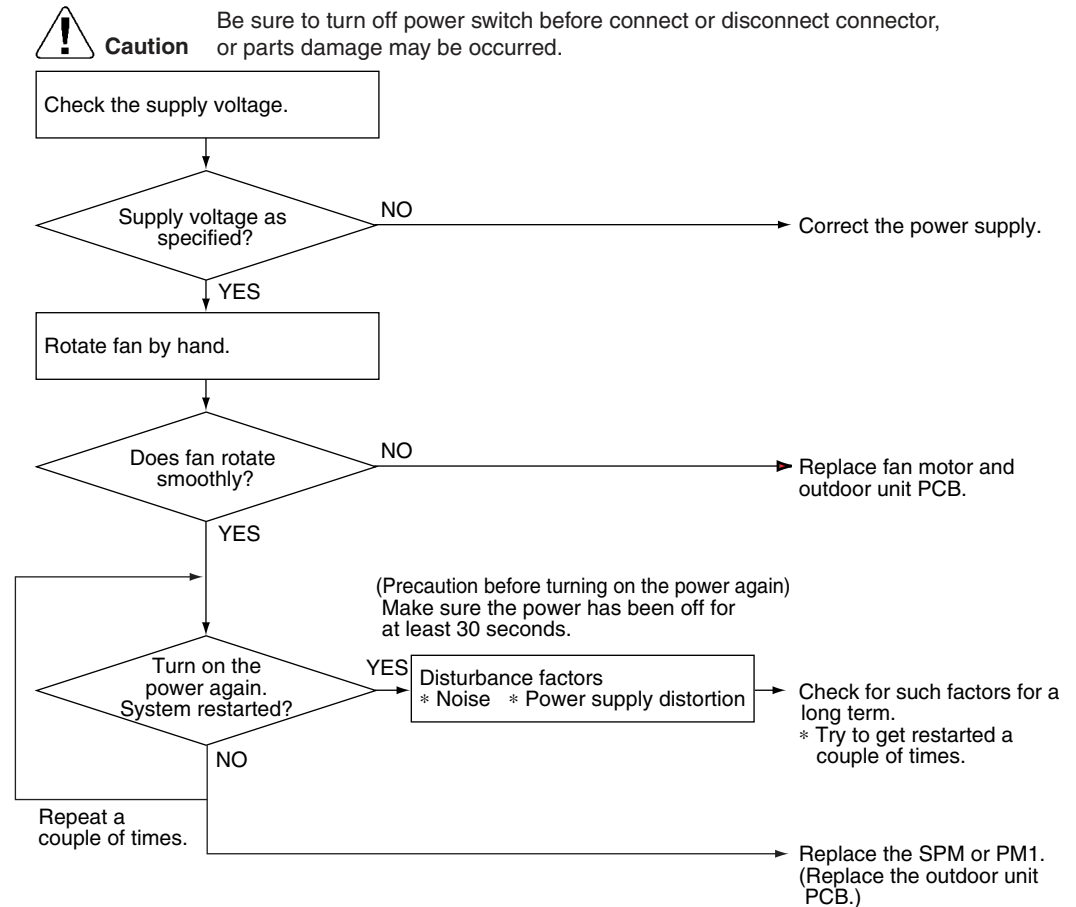 Be sure to turn off power switch before connect or disconnect connector,
Caution or parts damage may be occurred.
Check the supply voltage.
Supply voltage as
specified?
NO
Correct the power supply.
YES
Rotate fan by hand.
Does fan rotate
smoothly?
NO
Replace fan motor and
outdoor unit PCB.
YES
(Precaution before turning on the power again)
Make sure the power has been off for
at least 30 seconds.
Turn on the
power again.
System restarted?
YES
Disturbance factors
* Noise * Power supply distortion
Check for such factors for a
long term.
* Try to get restarted a
couple of times.
NO
Repeat a
couple of times.
Replace the SPM or PM1.
(Replace the outdoor unit
PCB.)